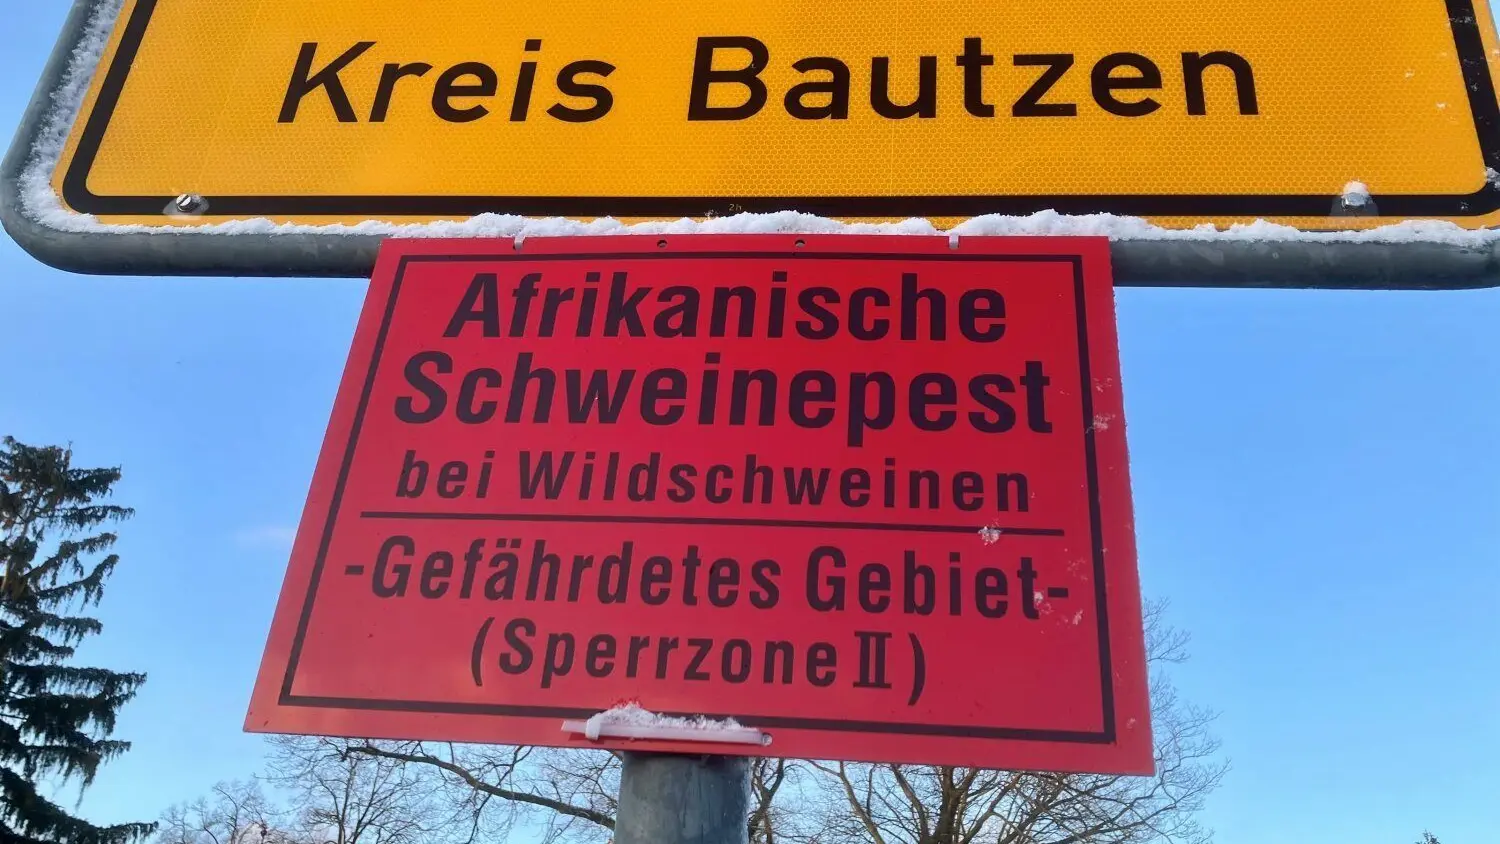 Kreis Bautzen
Afrikanische
Schweinepest
bei Wildschweinen
-Gefährdetes Gebiet-
(Sperrzone II)